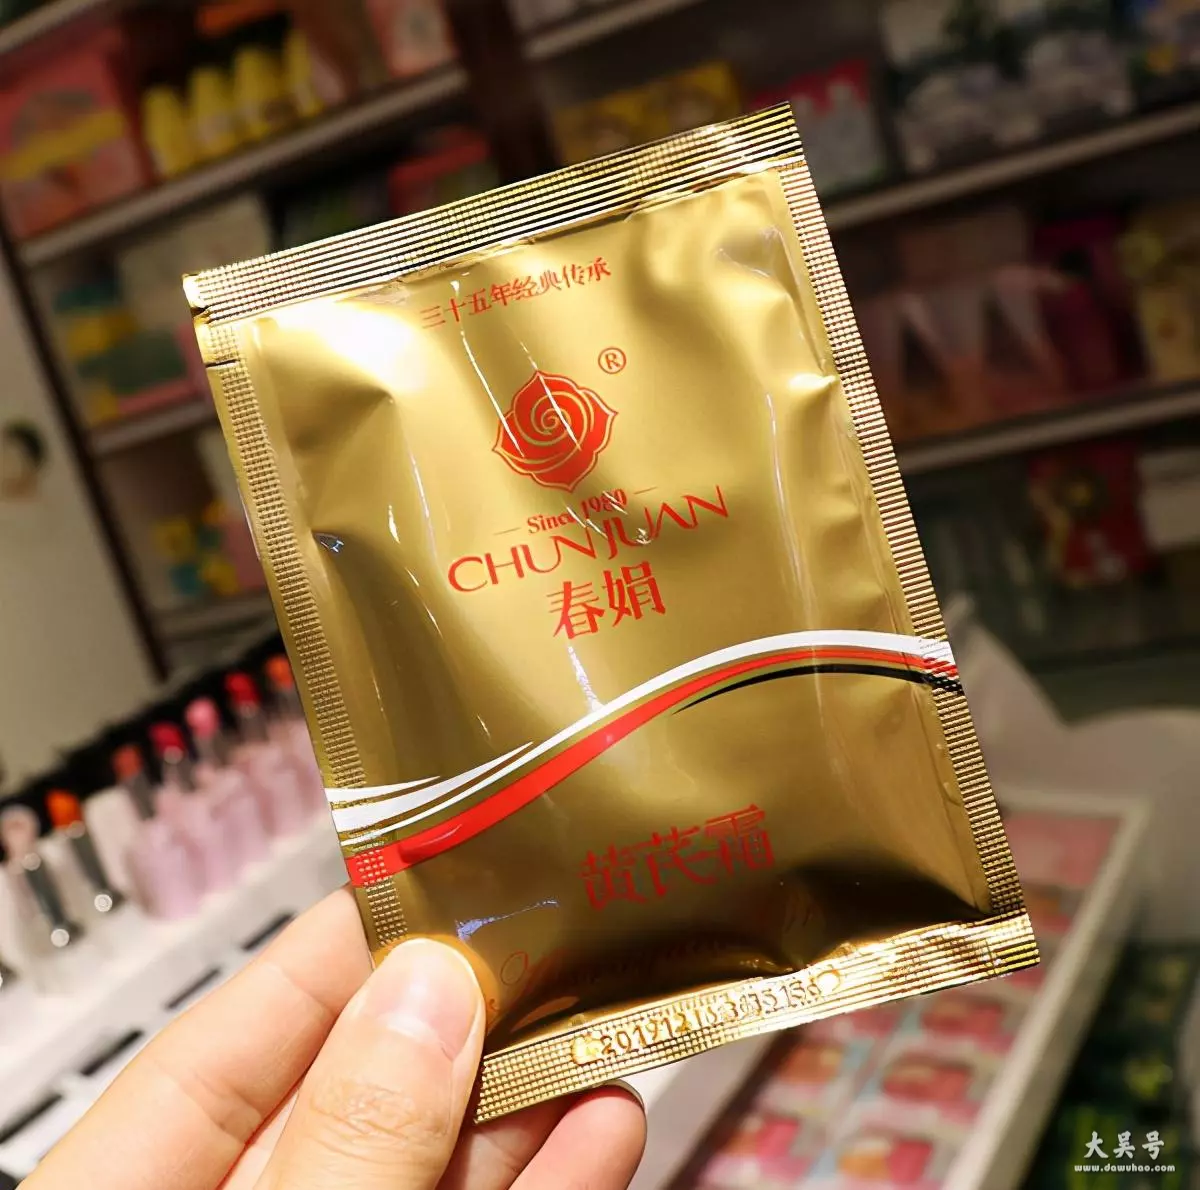 三十五年经典传承
®
Since 1980
CHUNJUAN
春娟
黄芪霜
大吴号
www.dawuhao.com